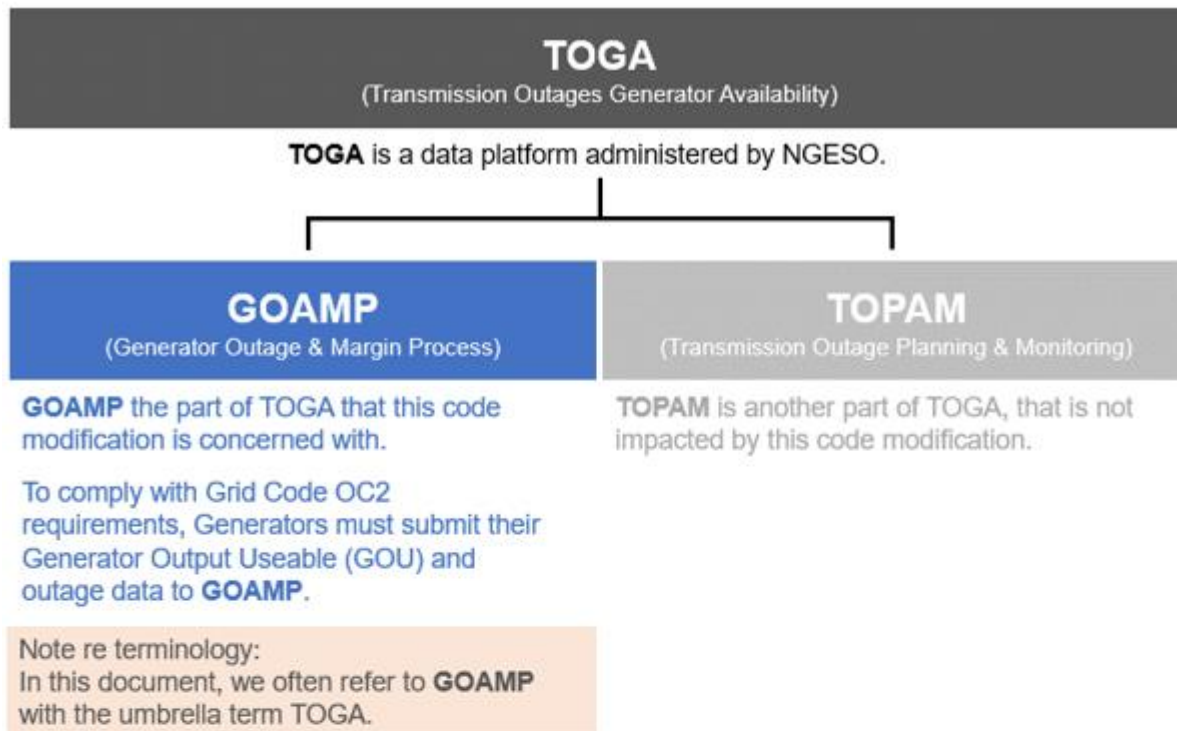 TOGA
(Transmission Outages Generator Availability)
TOGA is a data platform administered by NGESO.
GOAMP
(Generator Outage & Margin Process)
GOAMP the part of TOGA that this code
modification is concerned with.
To comply with Grid Code OC2
requirements, Generators must submit their
Generator Output Useable (GOU) and
outage data to GOAMP.
Note re terminology:
In this document, we often refer to GOAMP
with the umbrella term TOGA.
TOPAM
(Transmission Outage Planning & Monitoring)
TOPAM is another part of TOGA, that is not
impacted by this code modification.